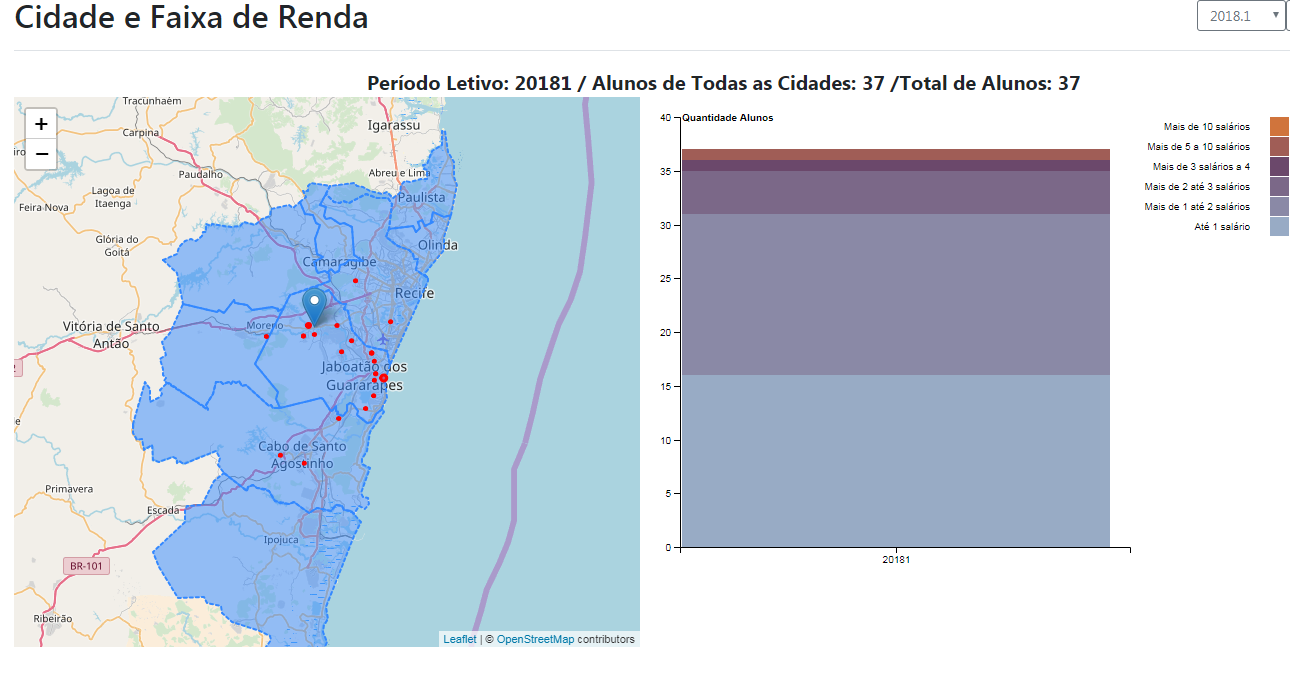 Cidade e Faixa de Renda
2018.1
Período Letivo: 20181 / Alunos de Todas as Cidades: 37 /Total de Alunos: 37
+
−
Tracunhaém
Carpina
Igarassu
Paudalho
Abreu e Lima
Lagoa de
Itaenga
Paulista
Feira Nova
Glória do
Goitá
Olinda
Camaragibe
Recife
Vitória de Santo
Antão
Moreno
Jaboatão dos
Guararapes
Cabo de Santo
Agostinho
Primavera
Escada
Ipojuca
BR-101
Ribeirão
Leaflet | © OpenStreetMap contributors
Quantidade Alunos
40
35
30
25
20
15
10
5
0
20181
Mais de 10 salários
Mais de 5 a 10 salários
Mais de 3 salários a 4
Mais de 2 até 3 salários
Mais de 1 até 2 salários
Até 1 salário